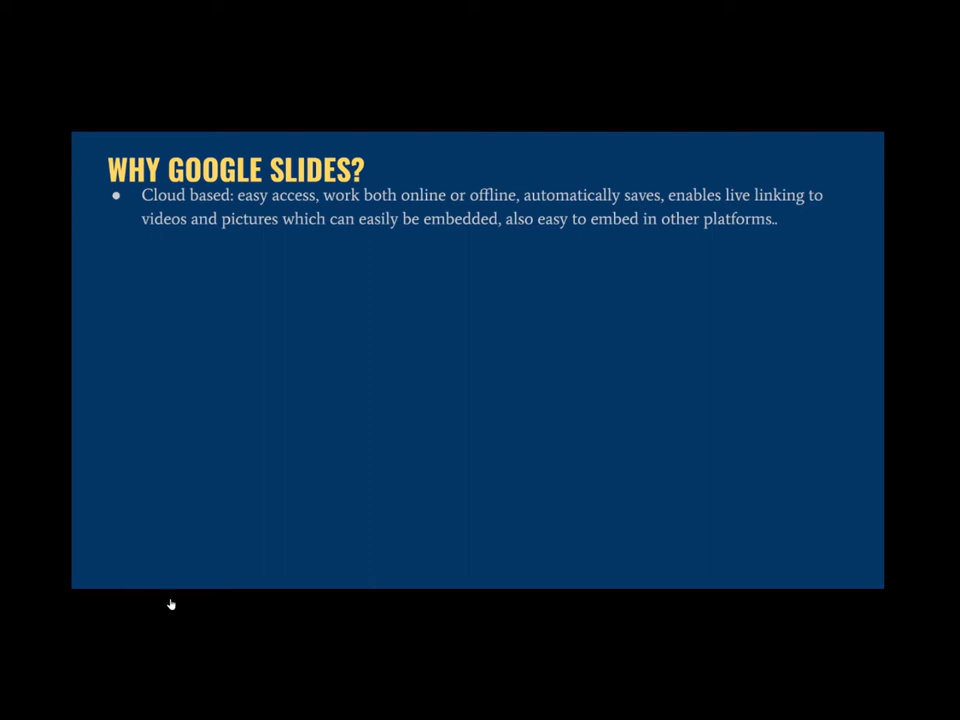 WHY GOOGLE SLIDES?
● Cloud based: easy access, work both online or offline, automatically saves, enables live linking to
videos and pictures which can easily be embedded, also easy to embed in other platforms..